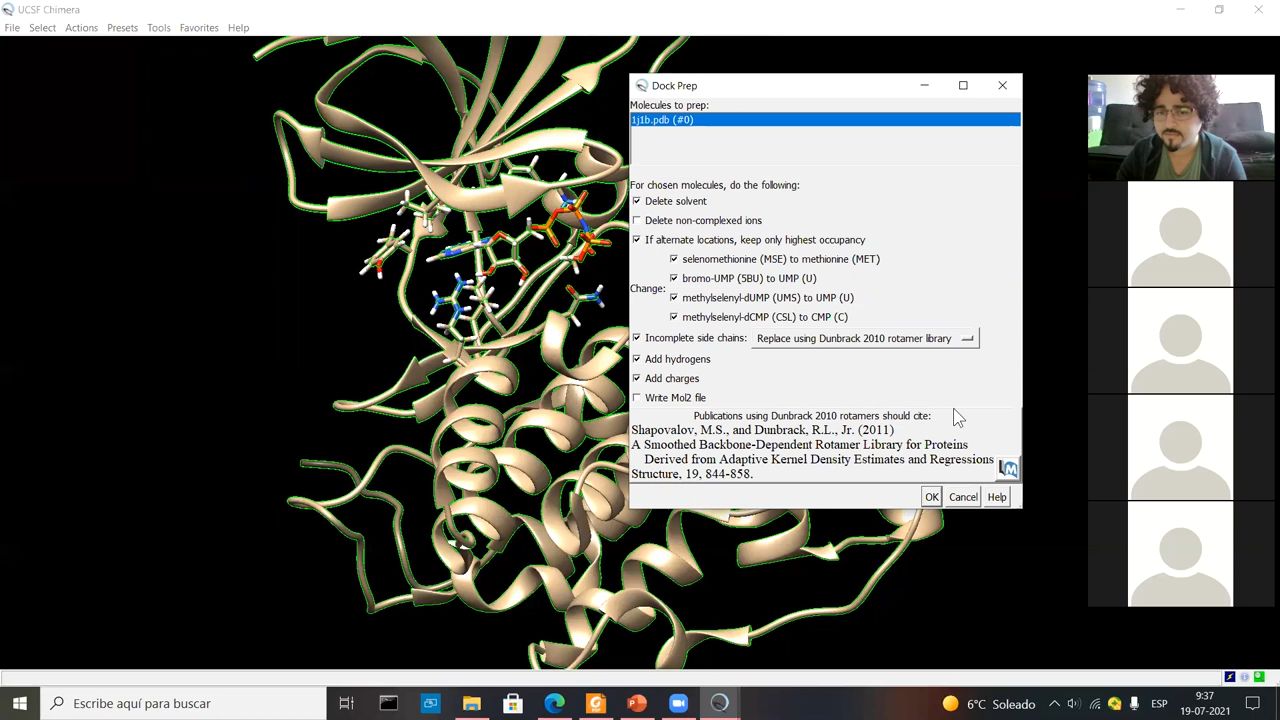 UCSF Chimera
File Select Actions Presets Tools Favorites Help
Dock Prep
Molecules to prep:
1j1b.pdb (#0)
For chosen molecules, do the following:
Delete solvent
Delete non-complexed ions
If alternate locations, keep only highest occupancy
selenomethionine (MSE) to methionine (MET)
bromo-UMP (5BU) to UMP (U)
Change:
methylselenyl-dUMP (UMS) to UMP (U)
methylselenyl-dCMP (CSL) to CMP (C)
Incomplete side chains: Replace using Dunbrack 2010 rotamer library
Add hydrogens
Add charges
Write Mol2 file
Publications using Dunbrack 2010 rotamers should cite:
Shapovalov, M.S., and Dunbrack, R.L., Jr. (2011)
A Smoothed Backbone-Dependent Rotamer Library for Proteins
Derived from Adaptive Kernel Density Estimates and Regressions
Structure, 19, 844-858.
OK Cancel Help
Escribe aquí para buscar
6°C Soleado
ESP
9:37
19-07-2021